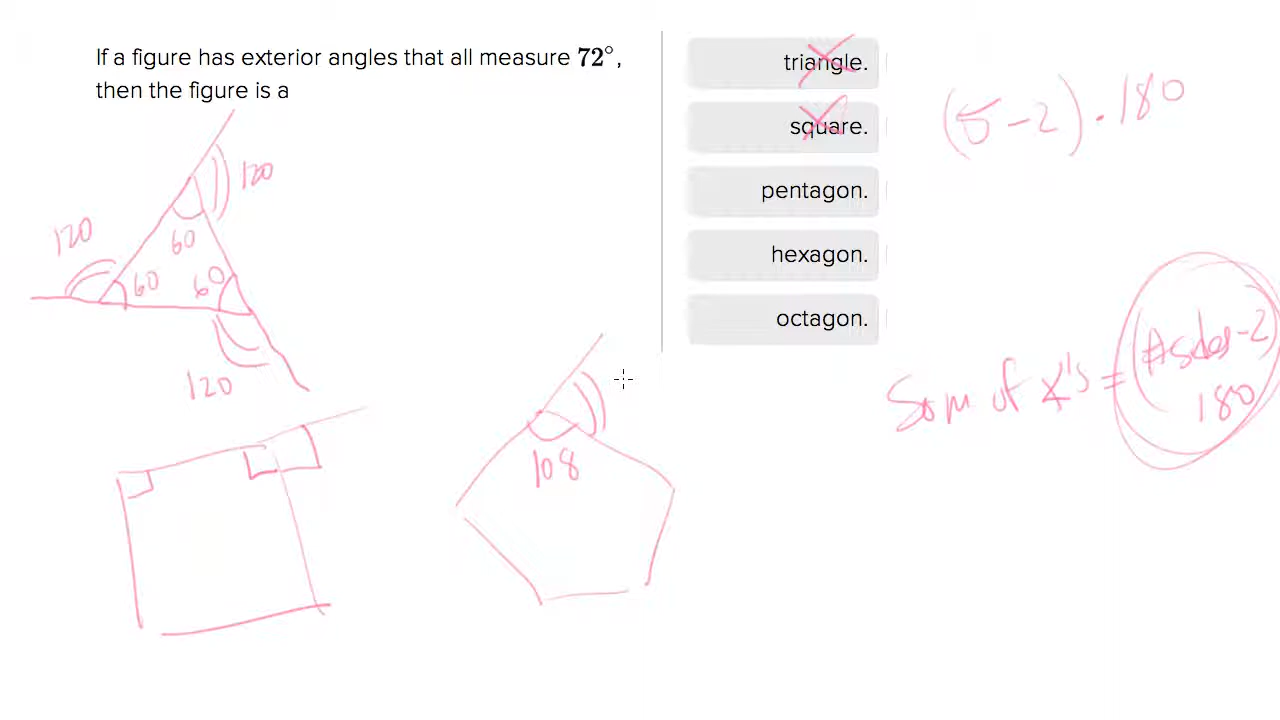 If a figure has exterior angles that all measure 72°,
then the figure is a
triangle.
square.
pentagon.
hexagon.
octagon.
(5-2) · 180
120
120
60
60
60
120
108
Sum of ∡'s = (#sides-2)
180